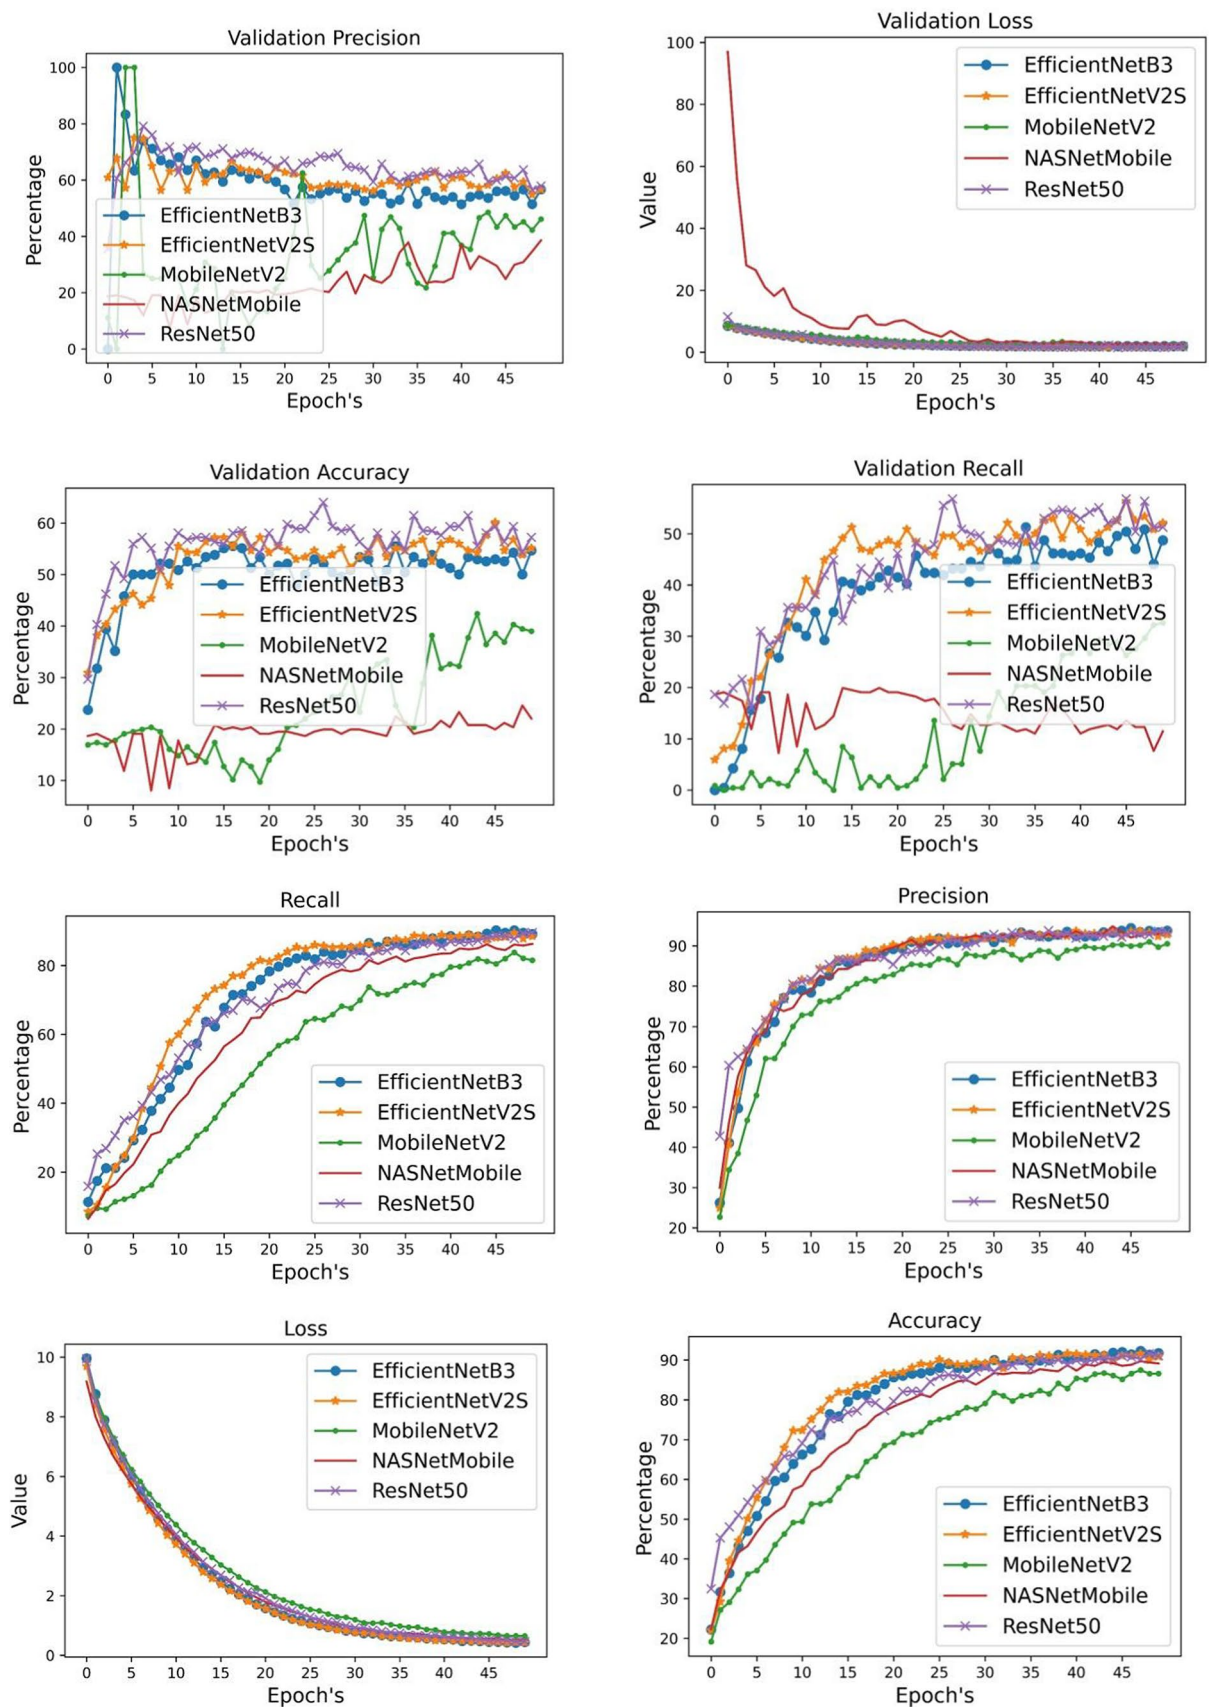 Validation Precision
Percentage
100
80
60
40
20
0
EfficientNetB3
EfficientNetV2S
MobileNetV2
NASNetMobile
ResNet50
0 5 10 15 20 25 30 35 40 45
Epoch's
Validation Loss
Value
100
80
60
40
20
0
EfficientNetB3
EfficientNetV2S
MobileNetV2
NASNetMobile
ResNet50
0 5 10 15 20 25 30 35 40 45
Epoch's
Validation Accuracy
Percentage
60
50
40
30
20
10
EfficientNetB3
EfficientNetV2S
MobileNetV2
NASNetMobile
ResNet50
0 5 10 15 20 25 30 35 40 45
Epoch's
Validation Recall
Percentage
50
40
30
20
10
0
EfficientNetB3
EfficientNetV2S
MobileNetV2
NASNetMobile
ResNet50
0 5 10 15 20 25 30 35 40 45
Epoch's
Recall
Percentage
80
60
40
20
EfficientNetB3
EfficientNetV2S
MobileNetV2
NASNetMobile
ResNet50
0 5 10 15 20 25 30 35 40 45
Epoch's
Precision
Percentage
90
80
70
60
50
40
30
20
EfficientNetB3
EfficientNetV2S
MobileNetV2
NASNetMobile
ResNet50
0 5 10 15 20 25 30 35 40 45
Epoch's
Loss
Value
10
8
6
4
2
0
EfficientNetB3
EfficientNetV2S
MobileNetV2
NASNetMobile
ResNet50
0 5 10 15 20 25 30 35 40 45
Epoch's
Accuracy
Percentage
90
80
70
60
50
40
30
20
EfficientNetB3
EfficientNetV2S
MobileNetV2
NASNetMobile
ResNet50
0 5 10 15 20 25 30 35 40 45
Epoch's